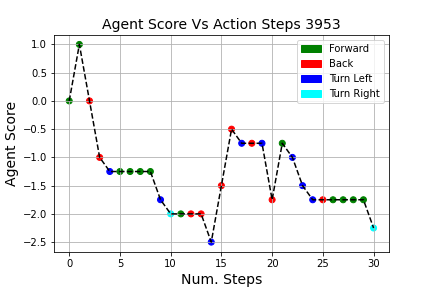 Agent Score Vs Action Steps 3953
Forward
Back
Turn Left
Turn Right
Agent Score
1.0
0.5
0.0
−0.5
−1.0
−1.5
−2.0
−2.5
0 5 10 15 20 25 30
Num. Steps